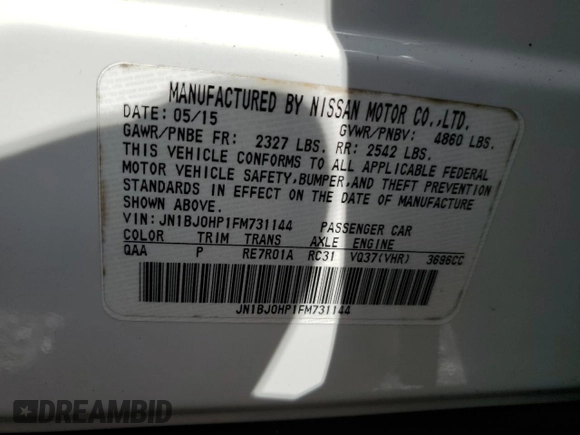 MANUFACTURED BY NISSAN MOTOR CO.,LTD.
DATE: 05/15 GVWR/PNBV: 4860 LBS.
GAWR/PNBE FR: 2327 LBS. RR: 2542 LBS.
THIS VEHICLE CONFORMS TO ALL APPLICABLE FEDERAL
MOTOR VEHICLE SAFETY,BUMPER,AND THEFT PREVENTION
STANDARDS IN EFFECT ON THE DATE OF MANUFACTURE
SHOWN ABOVE.
VIN: JN1BJ0HP1FM731144 PASSENGER CAR
COLOR TRIM TRANS AXLE ENGINE
QAA P RE7R01A RC31 VQ37(VHR) 3696CC
JN1BJ0HP1FM731144
DREAMBID